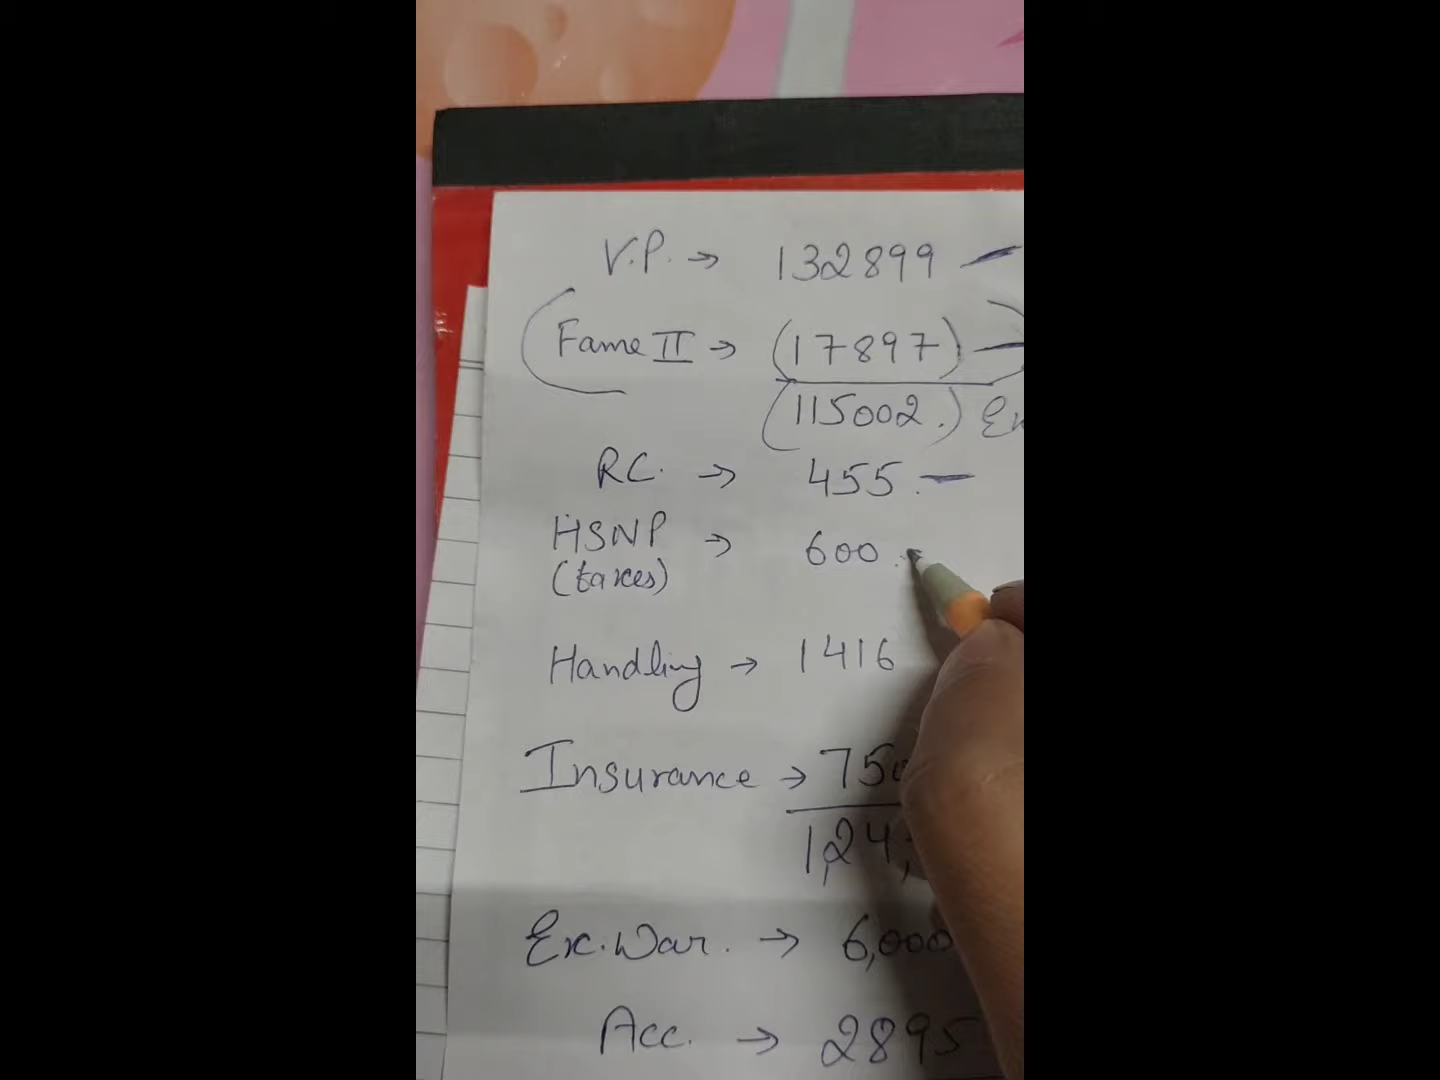 V.P. → 132899 —
(Fame II → (17897) —)
(115002.)
RC. → 455. —
HSNP → 600.
(taxes)
Handling → 1416
Insurance →
Ex. War. → 6,000
Acc. → 2895